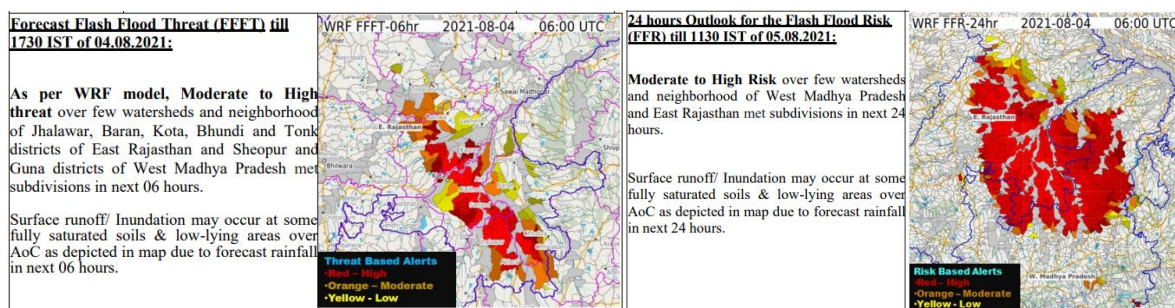 Forecast Flash Flood Threat (FFFT) till
1730 IST of 04.08.2021:
As per WRF model, Moderate to High
threat over few watersheds and neighborhood
of Jhalawar, Baran, Kota, Bhundi and Tonk
districts of East Rajasthan and Sheopur and
Guna districts of West Madhya Pradesh met
subdivisions in next 06 hours.
Surface runoff/ Inundation may occur at some
fully saturated soils & low-lying areas over
AoC as depicted in map due to forecast rainfall
in next 06 hours.
WRF FFFT-06hr 2021-08-04 06:00 UTC
Ajmer
Sawai Madhopur
E. Rajasthan
Bhilwara
Shivp
Threat Based Alerts
•Red – High
•Orange – Moderate
•Yellow - Low
24 hours Outlook for the Flash Flood Risk
(FFR) till 1130 IST of 05.08.2021:
Moderate to High Risk over few watersheds
and neighborhood of West Madhya Pradesh
and East Rajasthan met subdivisions in next 24
hours.
Surface runoff/ Inundation may occur at some
fully saturated soils & low-lying areas over
AoC as depicted in map due to forecast rainfall
in next 24 hours.
WRF FFR-24hr 2021-08-04 06:00 UTC
E. Rajasthan
W. Madhya Pradesh
Risk Based Alerts
•Red – High
•Orange – Moderate
•Yellow - Low